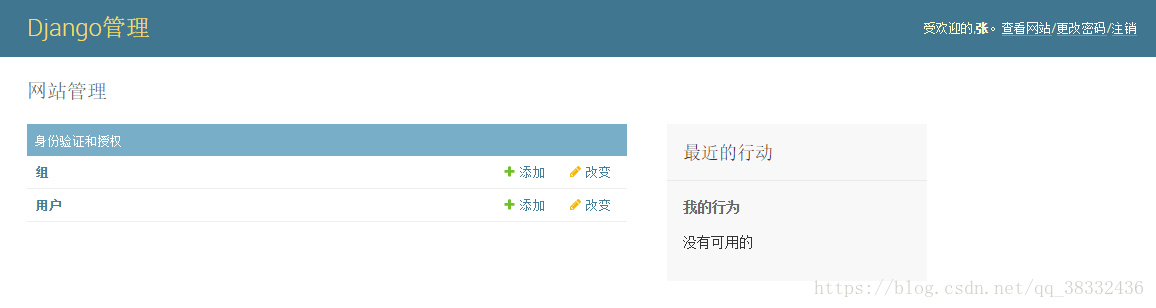 Django管理
受欢迎的,张。查看网站/更改密码/注销
网站管理
身份验证和授权
组 添加 改变
用户 添加 改变
最近的行动
我的行为
没有可用的
https://blog.csdn.net/qq_38332436